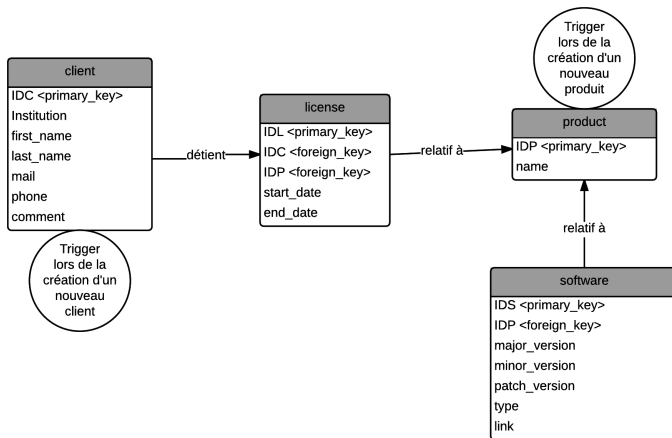 client
IDC <primary_key>
Institution
first_name
last_name
mail
phone
comment
Trigger
lors de la
création d'un
nouveau
client
détient
license
IDL <primary_key>
IDC <foreign_key>
IDP <foreign_key>
start_date
end_date
relatif à
Trigger
lors de la
création d'un
nouveau
produit
product
IDP <primary_key>
name
relatif à
software
IDS <primary_key>
IDP <foreign_key>
major_version
minor_version
patch_version
type
link